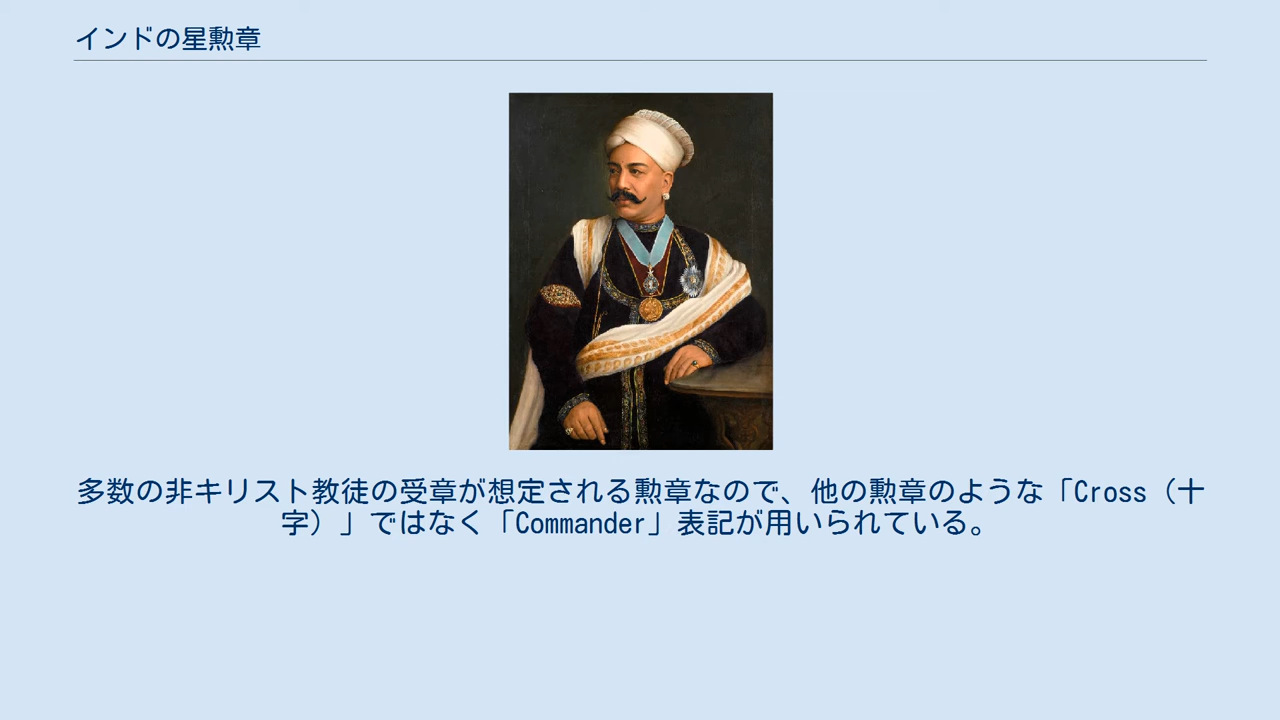 インドの星勲章
多数の非キリスト教徒の受章が想定される勲章なので、他の勲章のような「Cross（十
字）」ではなく「Commander」表記が用いられている。